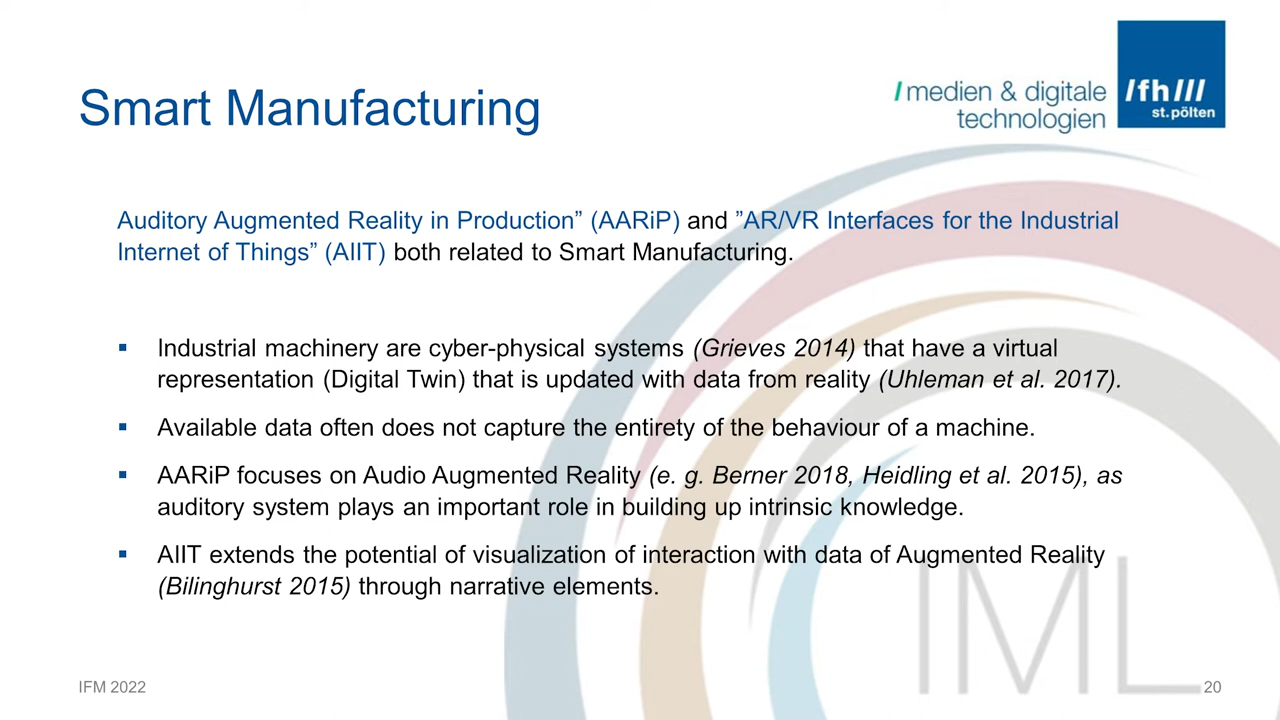 / medien & digitale
technologien
/fh///
st.pölten
Smart Manufacturing
Auditory Augmented Reality in Production” (AARiP) and ”AR/VR Interfaces for the Industrial
Internet of Things” (AIIT) both related to Smart Manufacturing.
▪ Industrial machinery are cyber-physical systems (Grieves 2014) that have a virtual
representation (Digital Twin) that is updated with data from reality (Uhleman et al. 2017).
▪ Available data often does not capture the entirety of the behaviour of a machine.
▪ AARiP focuses on Audio Augmented Reality (e. g. Berner 2018, Heidling et al. 2015), as
auditory system plays an important role in building up intrinsic knowledge.
▪ AIIT extends the potential of visualization of interaction with data of Augmented Reality
(Bilinghurst 2015) through narrative elements.
IML
IFM 2022
20